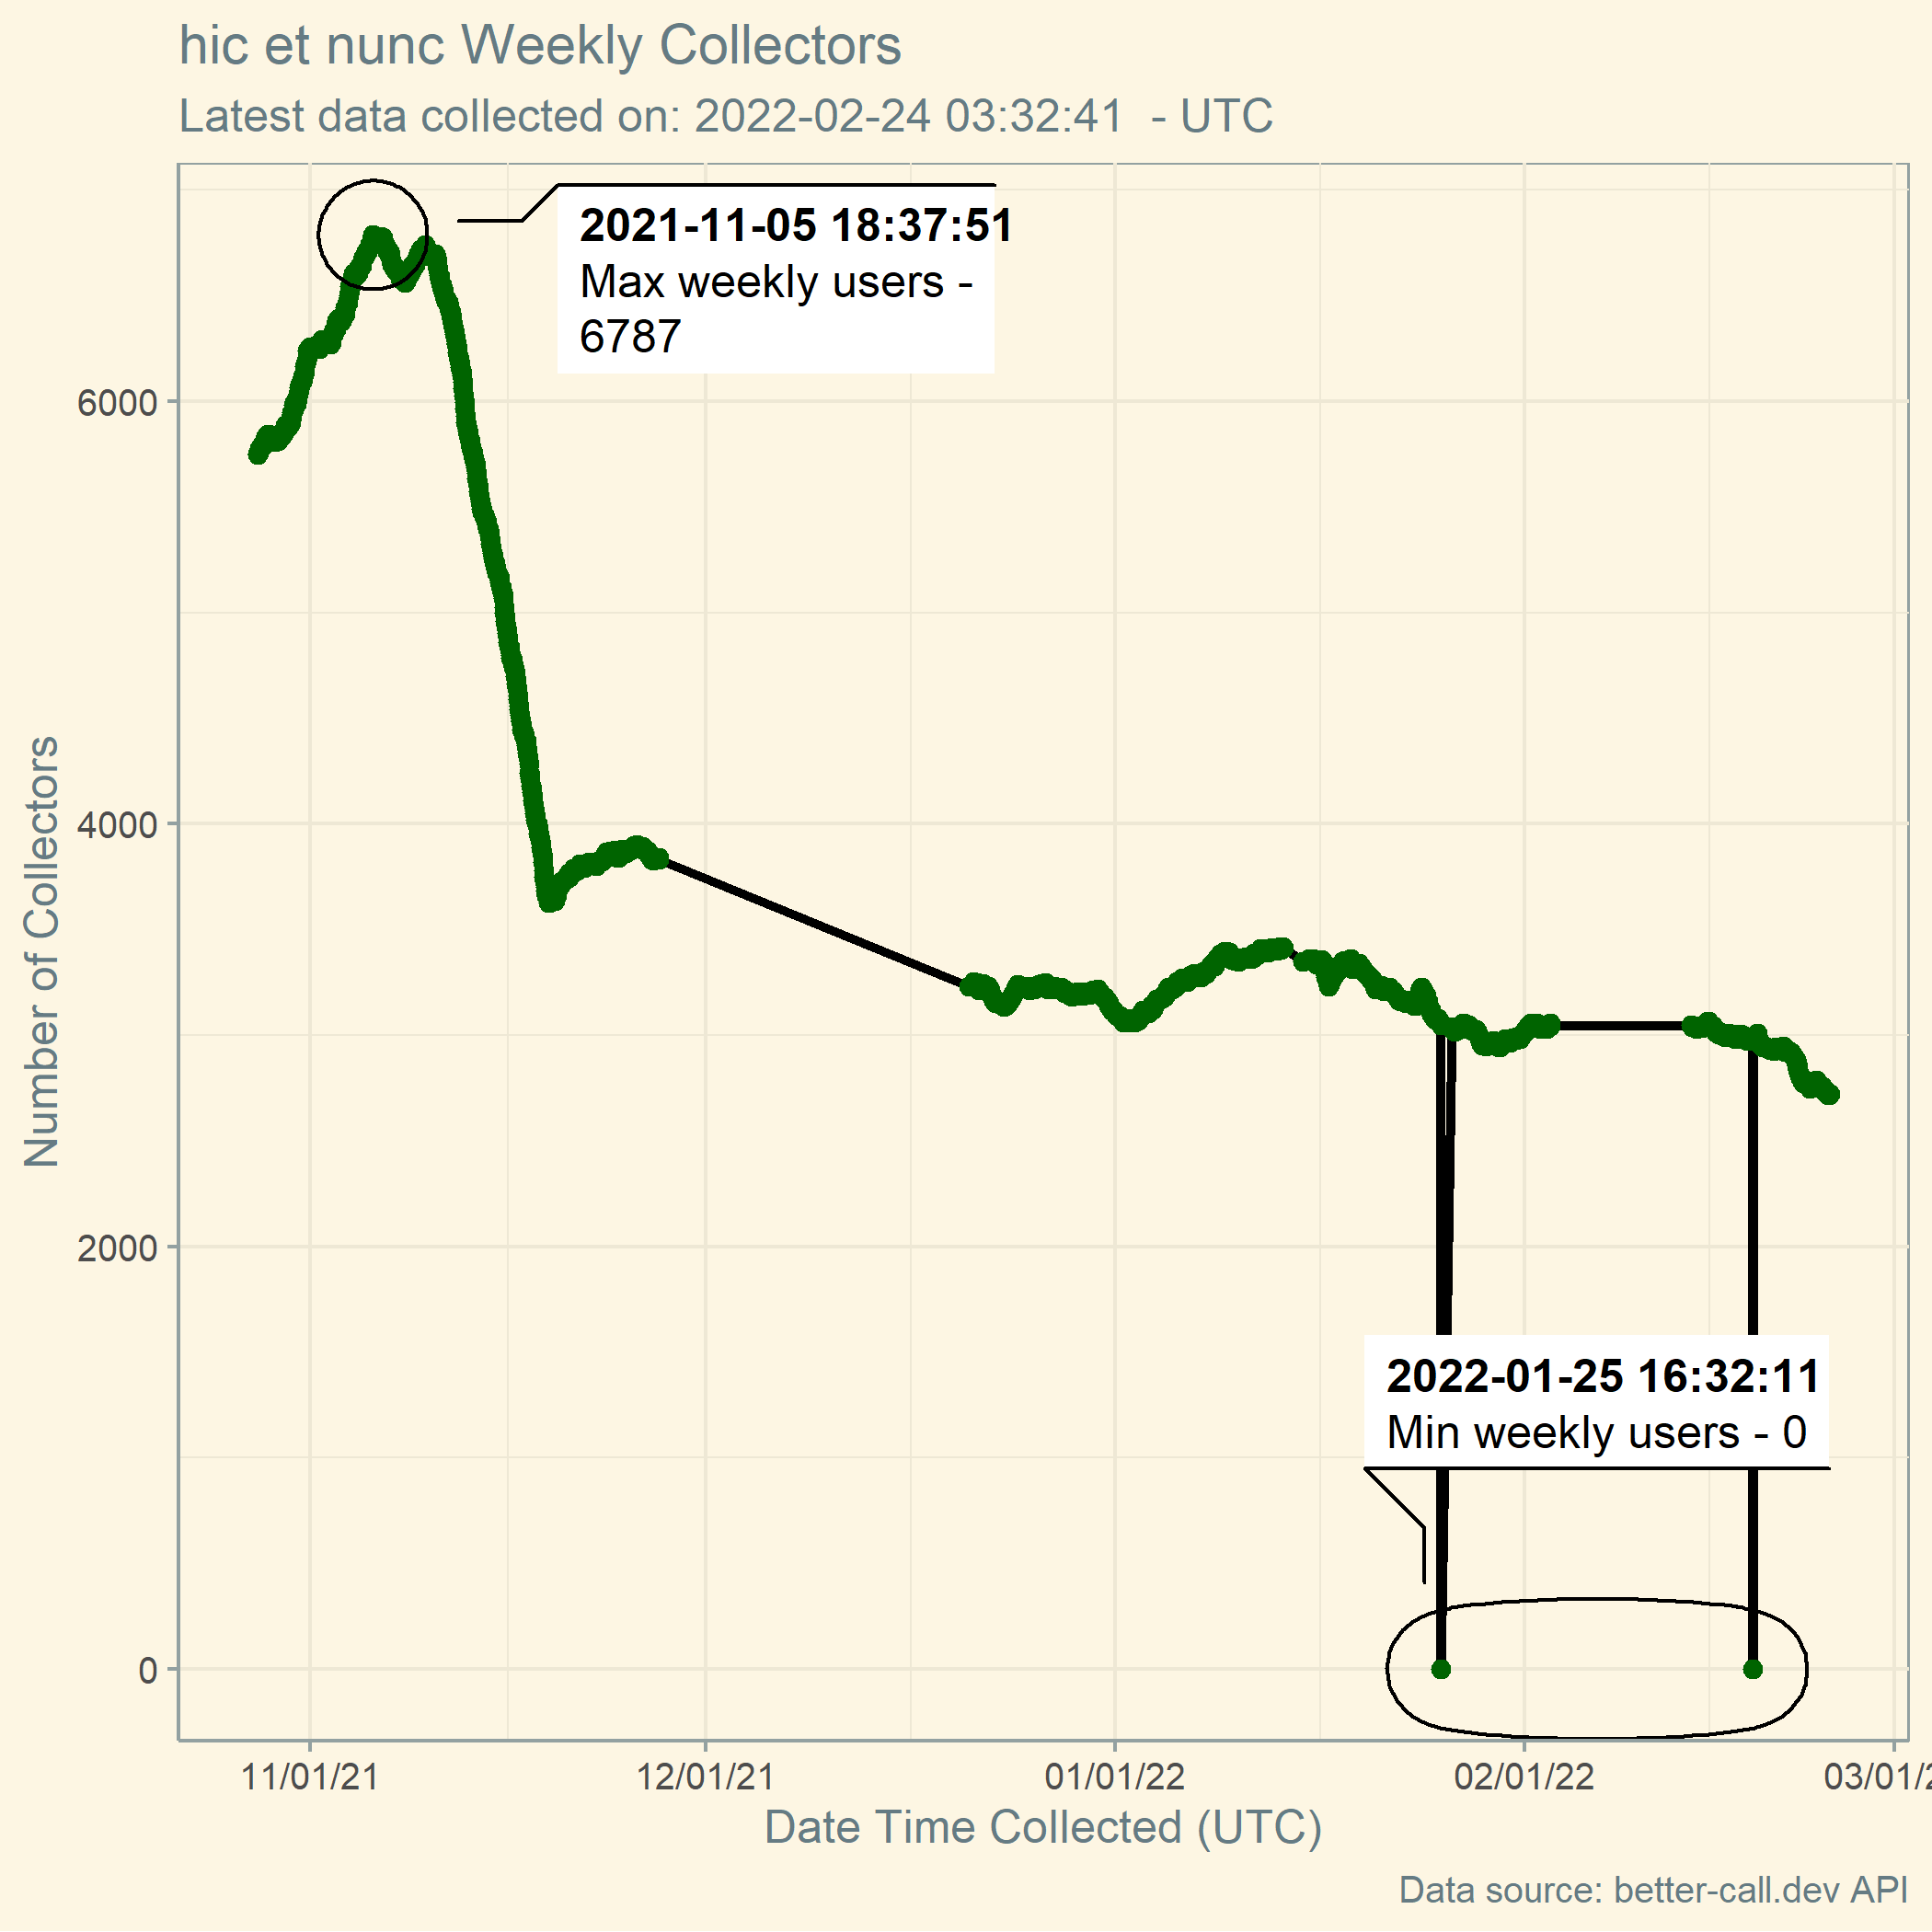 hic et nunc Weekly Collectors
Latest data collected on: 2022-02-24 03:32:41  - UTC
2021-11-05 18:37:51
Max weekly users -
6787
6000
4000
2000
0
Number of Collectors
2022-01-25 16:32:11
Min weekly users - 0
11/01/21 12/01/21 01/01/22 02/01/22 03/01/2
Date Time Collected (UTC)
Data source: better-call.dev API